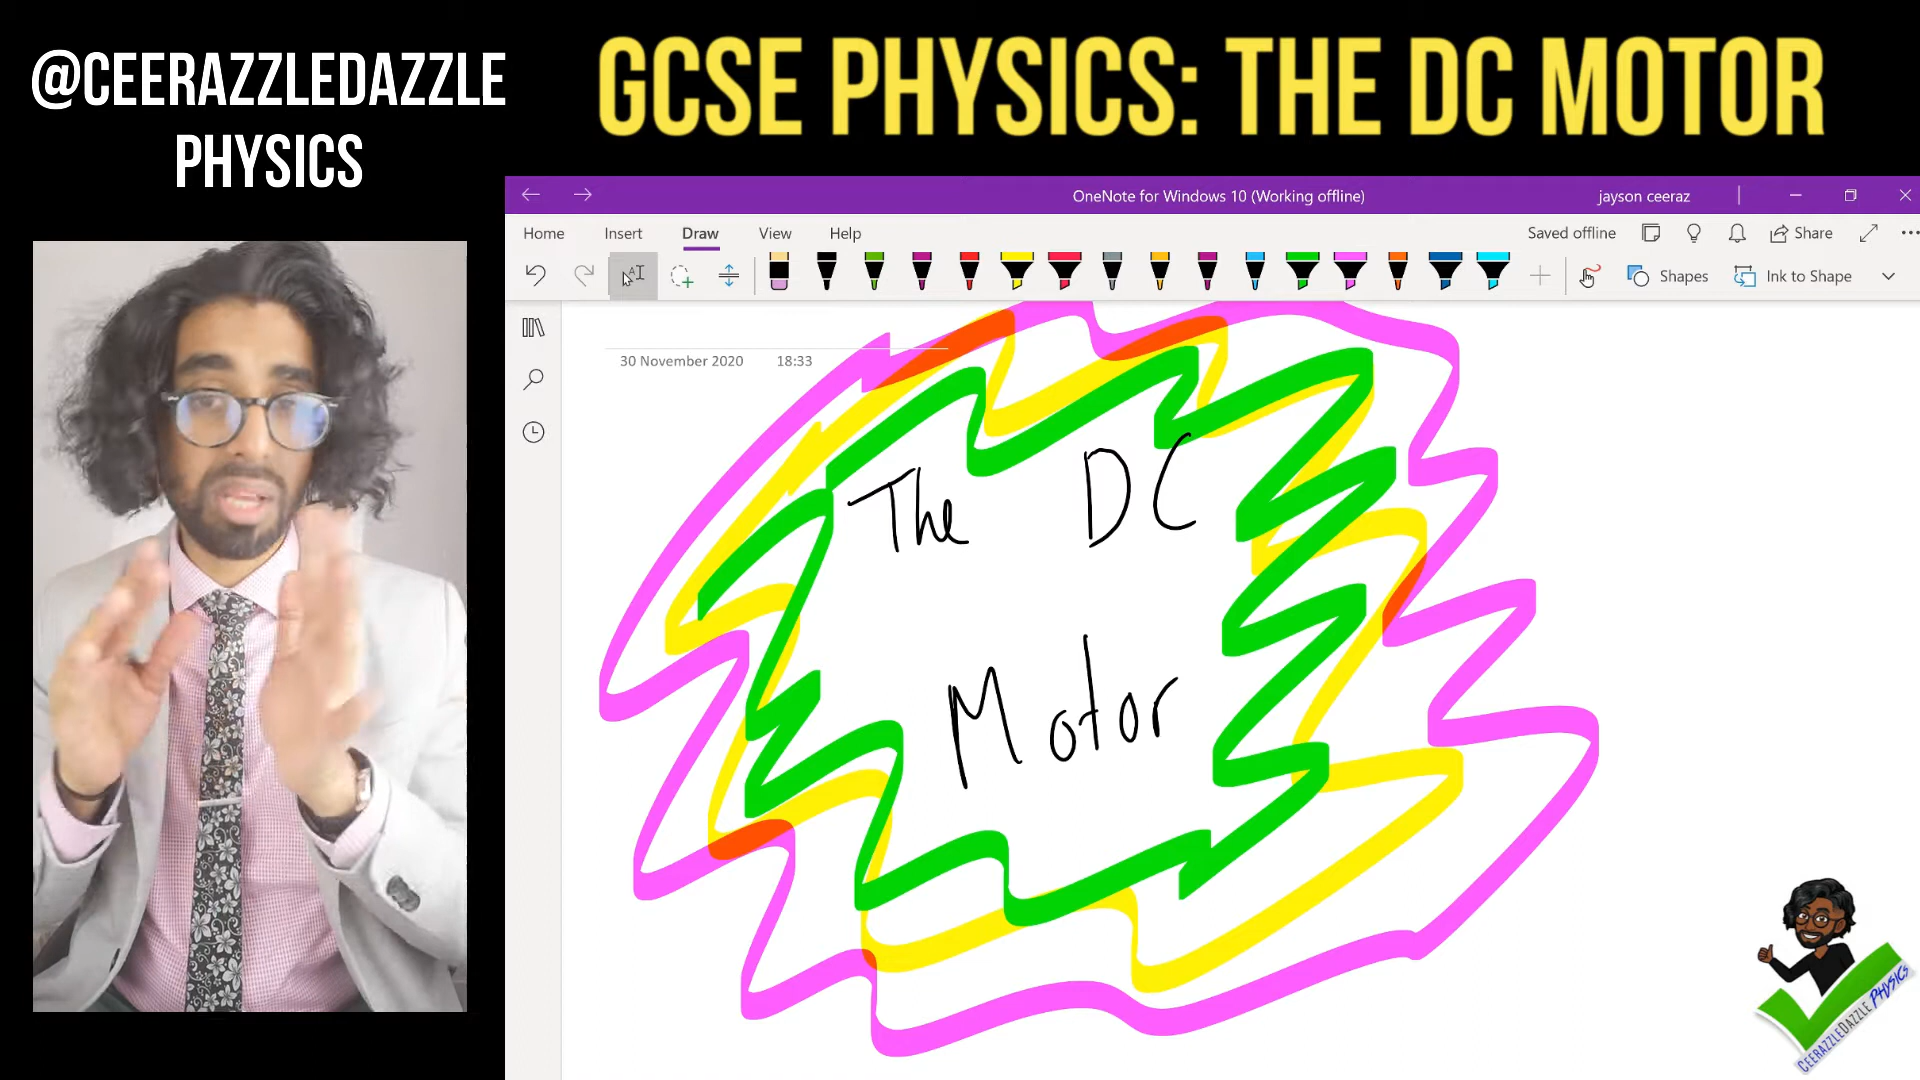 @CEERAZZLEDAZZLE
PHYSICS
GCSE PHYSICS: THE DC MOTOR
OneNote for Windows 10 (Working offline)
jayson ceeraz
Home Insert Draw View Help
Saved offline
Share
Shapes
Ink to Shape
30 November 2020 18:33
The DC
Motor
CEERAZZLEDAZZLE PHYSICS